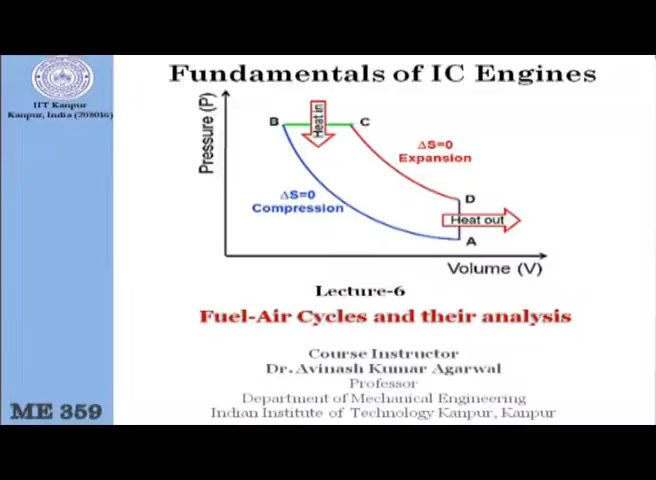 IIT Kanpur
Kanpur, India (208016)
Fundamentals of IC Engines
Pressure (P)
B
Heat in
C
ΔS=0
Expansion
ΔS=0
Compression
D
Heat out
A
Volume (V)
Lecture-6
Fuel-Air Cycles and their analysis
Course Instructor
Dr. Avinash Kumar Agarwal
Professor
Department of Mechanical Engineering
Indian Institute of Technology Kanpur, Kanpur
ME 359